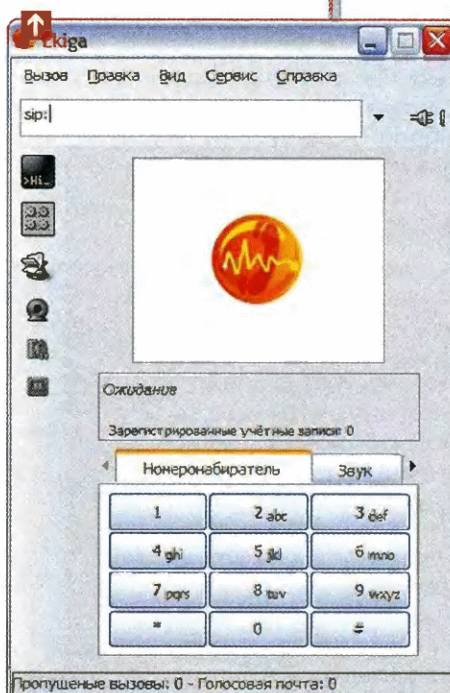 Ekiga
Вызов Правка Вид Сервис Справка
sip:
>Hi_
Ожидание
Зарегистрированные учётные записи: 0
Номеронабиратель Звук
1 2 abc 3 def
4 ghi 5 jkl 6 mno
7 pqrs 8 tuv 9 wxyz
* 0 #
Пропущеные вызовы: 0 - Голосовая почта: 0